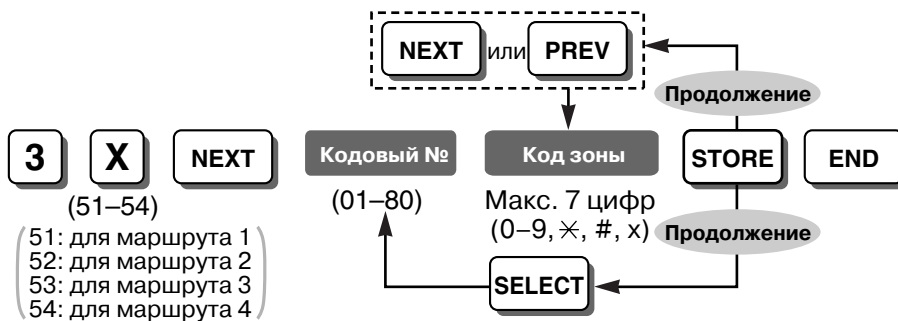 NEXT или PREV
Продолжение
3 X NEXT Кодовый № Код зоны STORE END
(51–54) (01–80) Макс. 7 цифр
(0–9, ✳, #, x) Продолжение
51: для маршрута 1
52: для маршрута 2
53: для маршрута 3
54: для маршрута 4
SELECT